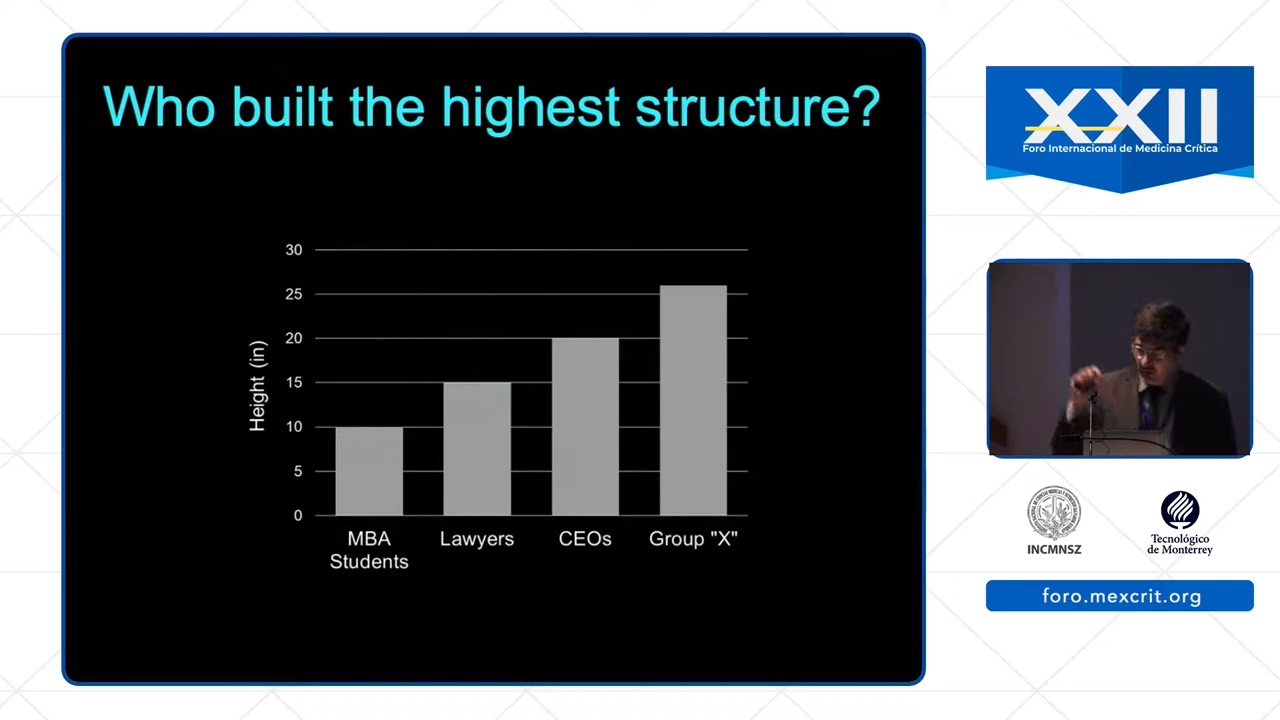 Who built the highest structure?
30
25
20
15
10
5
0
Height (in)
MBA
Students
Lawyers
CEOs
Group "X"
XXII
Foro Internacional de Medicina Crítica
INCMNSZ
Tecnológico
de Monterrey
foro.mexcrit.org